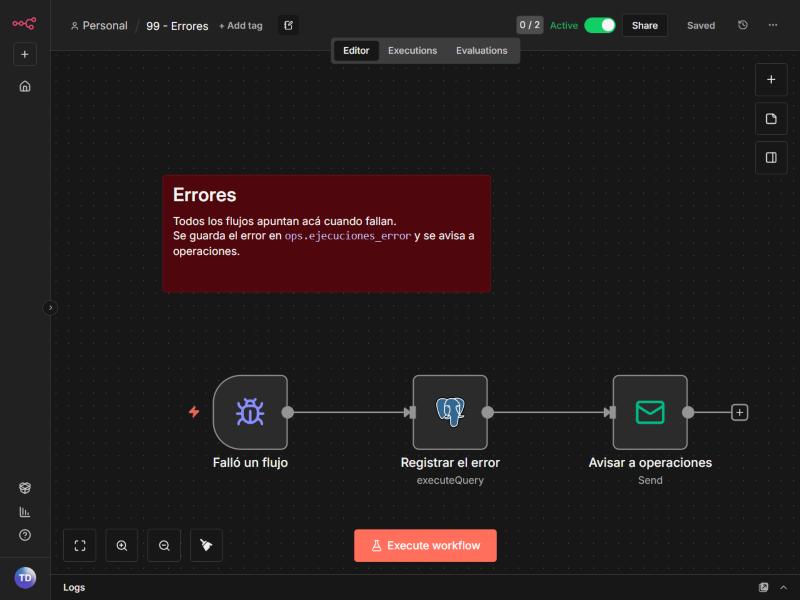 Personal / 99 - Errores + Add tag
0 / 2 Active Share Saved
Editor Executions Evaluations
Errores
Todos los flujos apuntan acá cuando fallan.
Se guarda el error en ops.ejecuciones_error y se avisa a
operaciones.
Falló un flujo
Registrar el error
executeQuery
Avisar a operaciones
Send
Execute workflow
TD
Logs